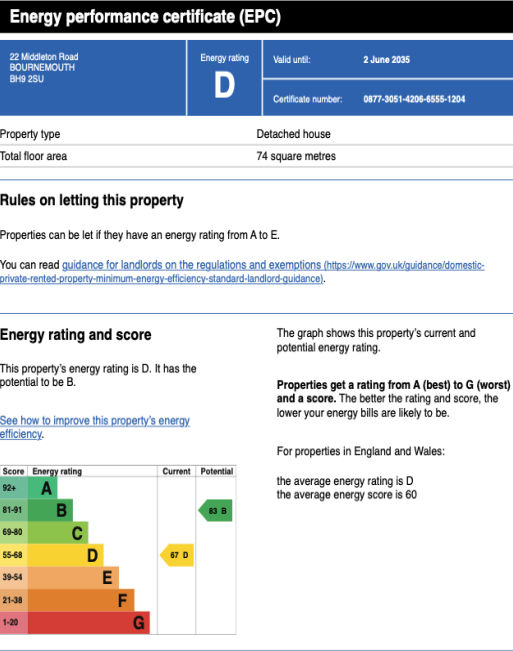 Energy performance certificate (EPC)
22 Middleton Road
BOURNEMOUTH
BH9 2SU
Energy rating
D
Valid until: 2 June 2035
Certificate number: 0877-3051-4206-6555-1204
Property type Detached house
Total floor area 74 square metres
Rules on letting this property
Properties can be let if they have an energy rating from A to E.
You can read guidance for landlords on the regulations and exemptions (https://www.gov.uk/guidance/domestic-
private-rented-property-minimum-energy-efficiency-standard-landlord-guidance).
Energy rating and score
This property's energy rating is D. It has the
potential to be B.
See how to improve this property's energy
efficiency.
Score Energy rating Current Potential
92+ A
81-91 B 83 B
69-80 C
55-68 D 67 D
39-54 E
21-38 F
1-20 G
The graph shows this property's current and
potential energy rating.
Properties get a rating from A (best) to G (worst)
and a score. The better the rating and score, the
lower your energy bills are likely to be.
For properties in England and Wales:
the average energy rating is D
the average energy score is 60